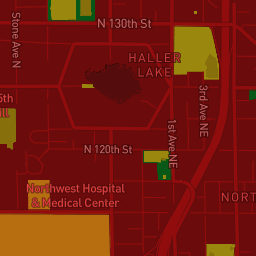 N 130th St
Stone Ave N
HALLER
LAKE
3rd Ave NE
5th
N 120th St
1st Ave NE
Northwest Hospital
& Medical Center
NORT